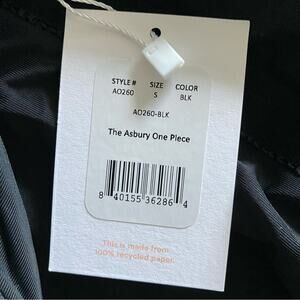 STYLE # SIZE COLOR
AO260 S BLK
AO260-BLK
The Asbury One Piece
8 40155 36286 4
This is made from
100% recycled paper.